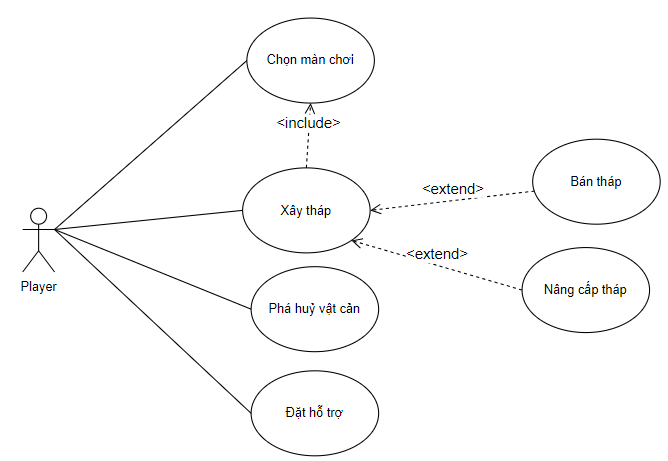 Chọn màn chơi
<include>
Xây tháp
<extend>
Bán tháp
<extend>
Nâng cấp tháp
Player
Phá huỷ vật cản
Đặt hỗ trợ